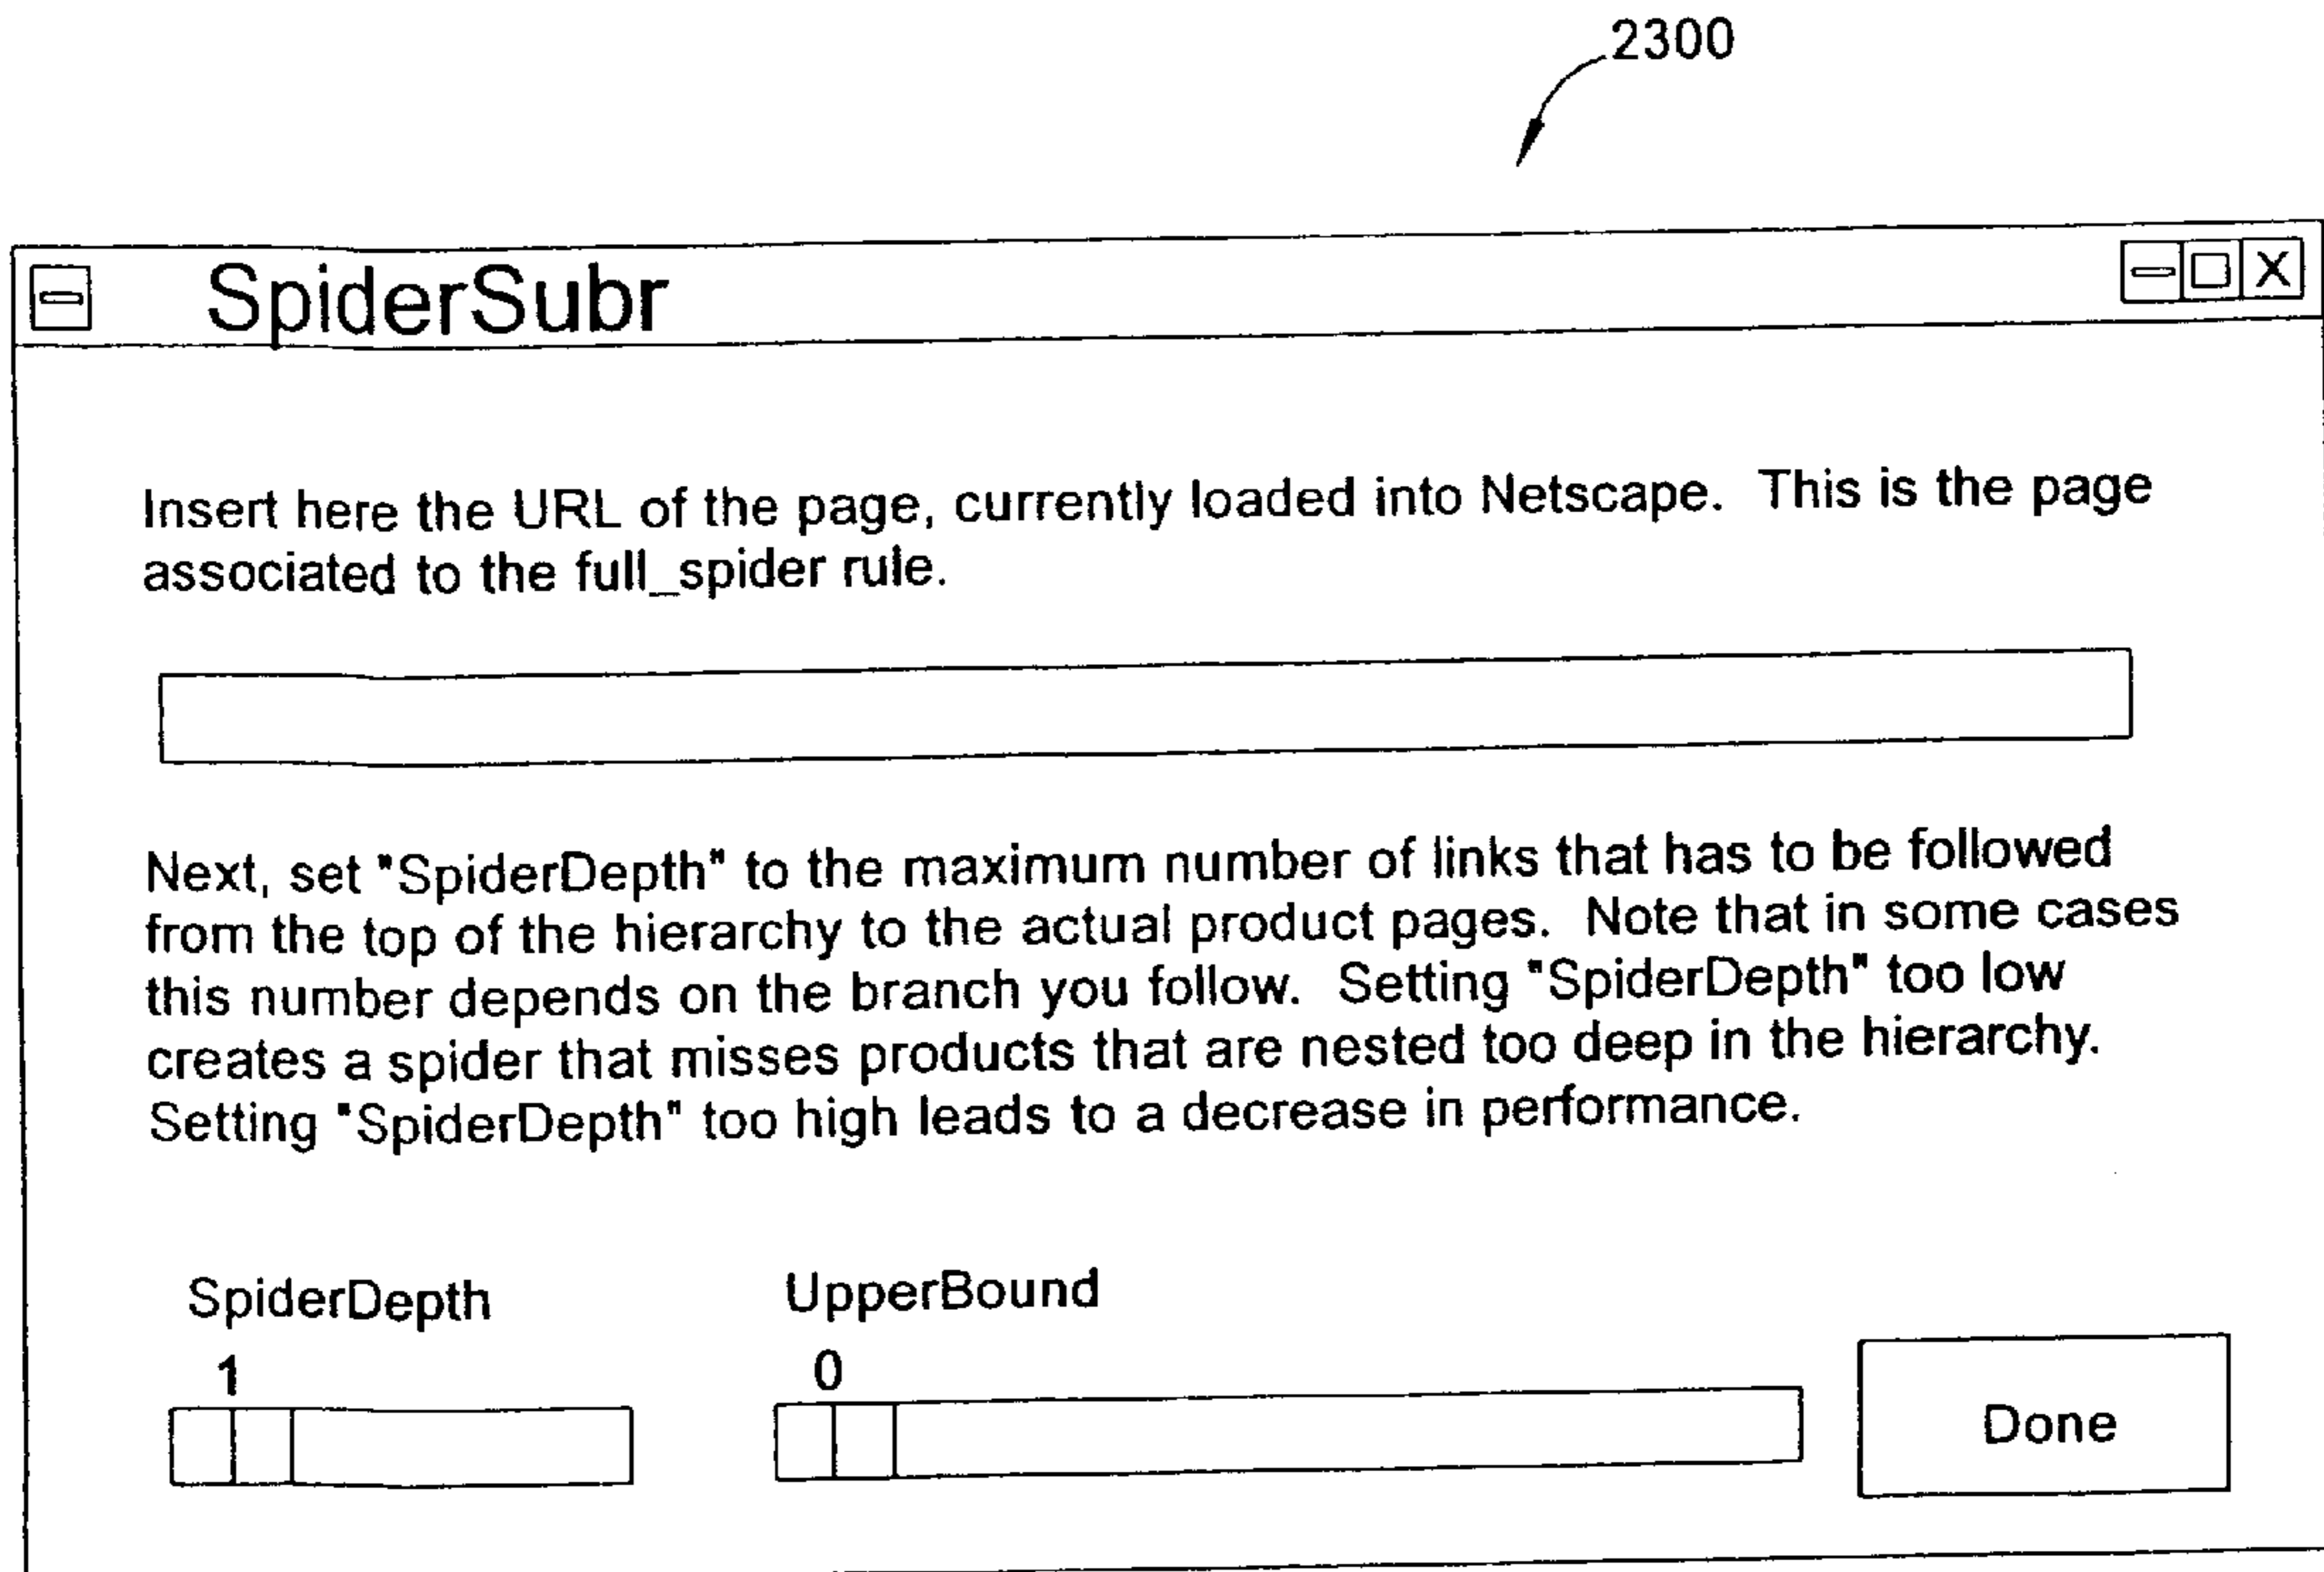 2300
SpiderSubr
Insert here the URL of the page, currently loaded into Netscape. This is the page
associated to the full_spider rule.
Next, set "SpiderDepth" to the maximum number of links that has to be followed
from the top of the hierarchy to the actual product pages. Note that in some cases
this number depends on the branch you follow. Setting "SpiderDepth" too low
creates a spider that misses products that are nested too deep in the hierarchy.
Setting "SpiderDepth" too high leads to a decrease in performance.
SpiderDepth UpperBound
1 0
Done